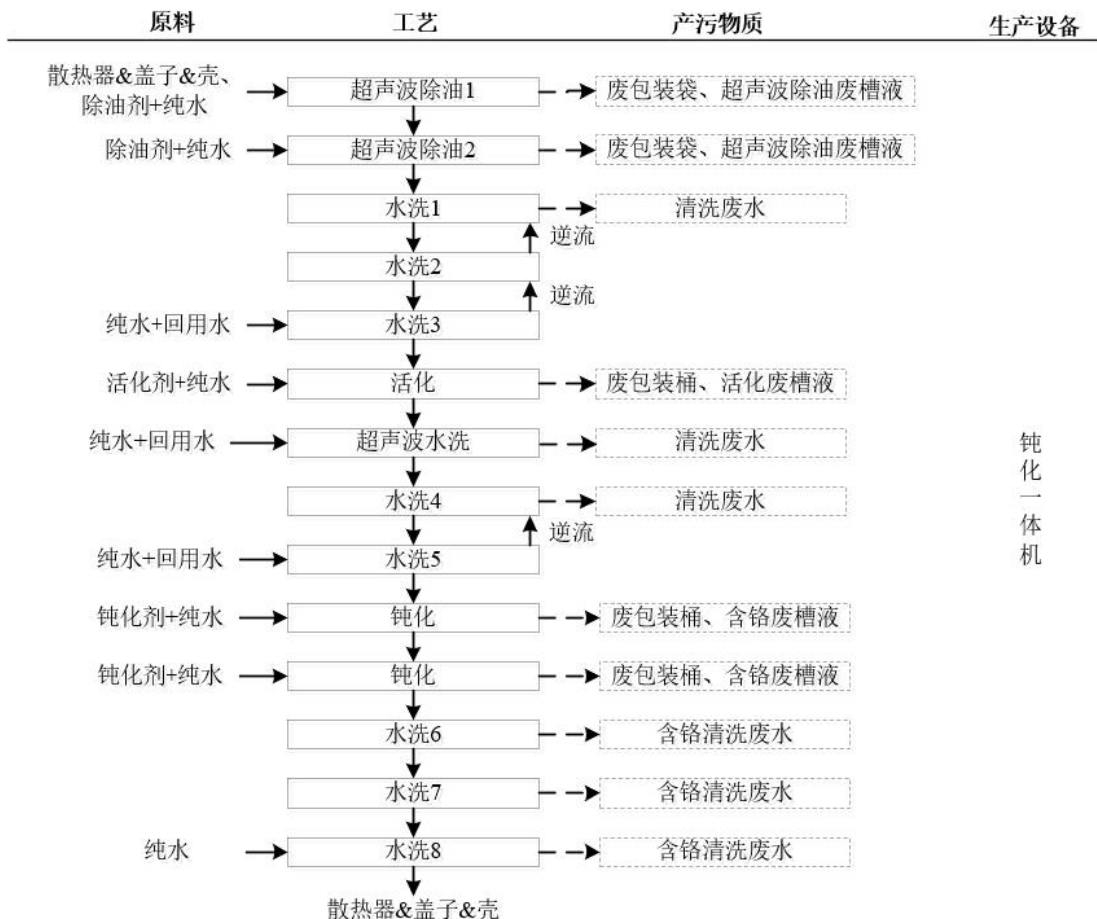 原料 工艺 产污物质 生产设备
散热器&盖子&壳、
除油剂+纯水 超声波除油1 废包装袋、超声波除油废槽液
除油剂+纯水 超声波除油2 废包装袋、超声波除油废槽液
水洗1 清洗废水
逆流
水洗2
逆流
纯水+回用水 水洗3
活化剂+纯水 活化 废包装桶、活化废槽液
纯水+回用水 超声波水洗 清洗废水
水洗4 清洗废水
逆流
纯水+回用水 水洗5
钝化剂+纯水 钝化 废包装桶、含铬废槽液
钝化剂+纯水 钝化 废包装桶、含铬废槽液
水洗6 含铬清洗废水
水洗7 含铬清洗废水
纯水 水洗8 含铬清洗废水
散热器&盖子&壳
钝
化
一
体
机